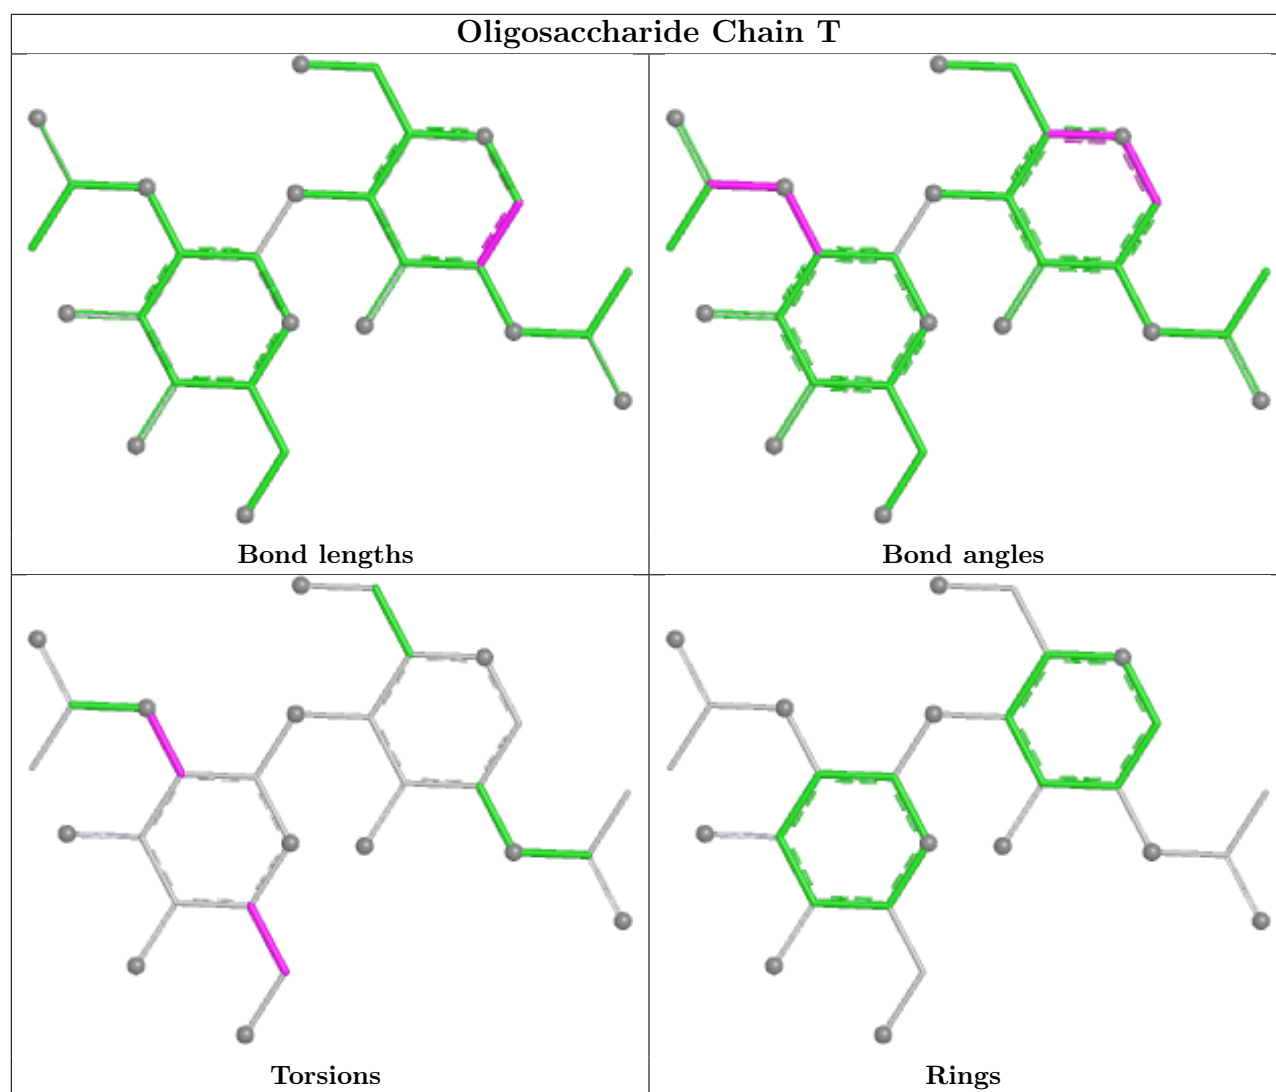 Oligosaccharide Chain T
Bond lengths
Bond angles
Torsions
Rings